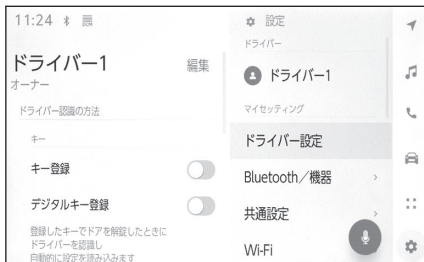 11:24
ドライバー1
編集
オーナー
ドライバー認識の方法
キー
キー登録
デジタルキー登録
登録したキーでドアを解錠したときに
ドライバーを認識し
自動的に設定を読み込みます
設定
ドライバー
ドライバー1
マイセッティング
ドライバー設定
Bluetooth／機器
共通設定
Wi-Fi